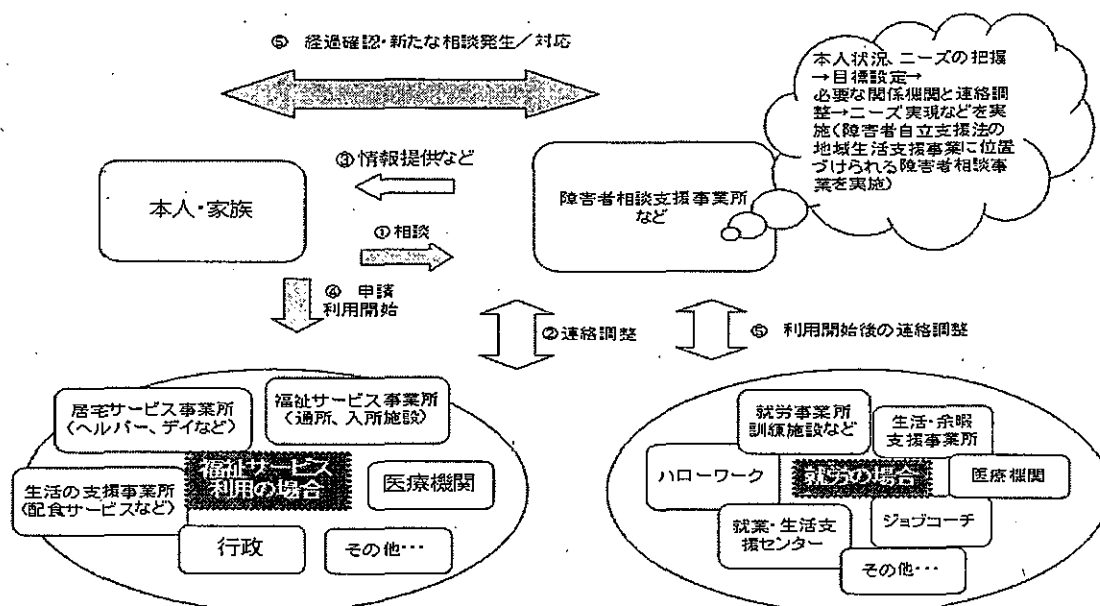 ⑤ 経過確認・新たな相談発生/対応
本人状況、ニーズの把握
→目標設定→
必要な関係機関と連絡調
整→ニーズ実現などを実
施(障害者自立支援法の
地域生活支援事業に位置
づけられる障害者相談事
業を実施)
③情報提供など
本人・家族
障害者相談支援事業所
など
①相談
④ 申請
利用開始
②連絡調整
⑤ 利用開始後の連絡調整
居宅サービス事業所
(ヘルパー、デイなど)
福祉サービス事業所
(通所、入所施設)
福祉サービス
利用の場合
医療機関
生活の支援事業所
(配食サービスなど)
行政
その他・・・
就労事業所
訓練施設など
生活・余暇
支援事業所
ハローワーク
就労の場合
医療機関
就業・生活支
援センター
ジョブコーチ
その他・・・